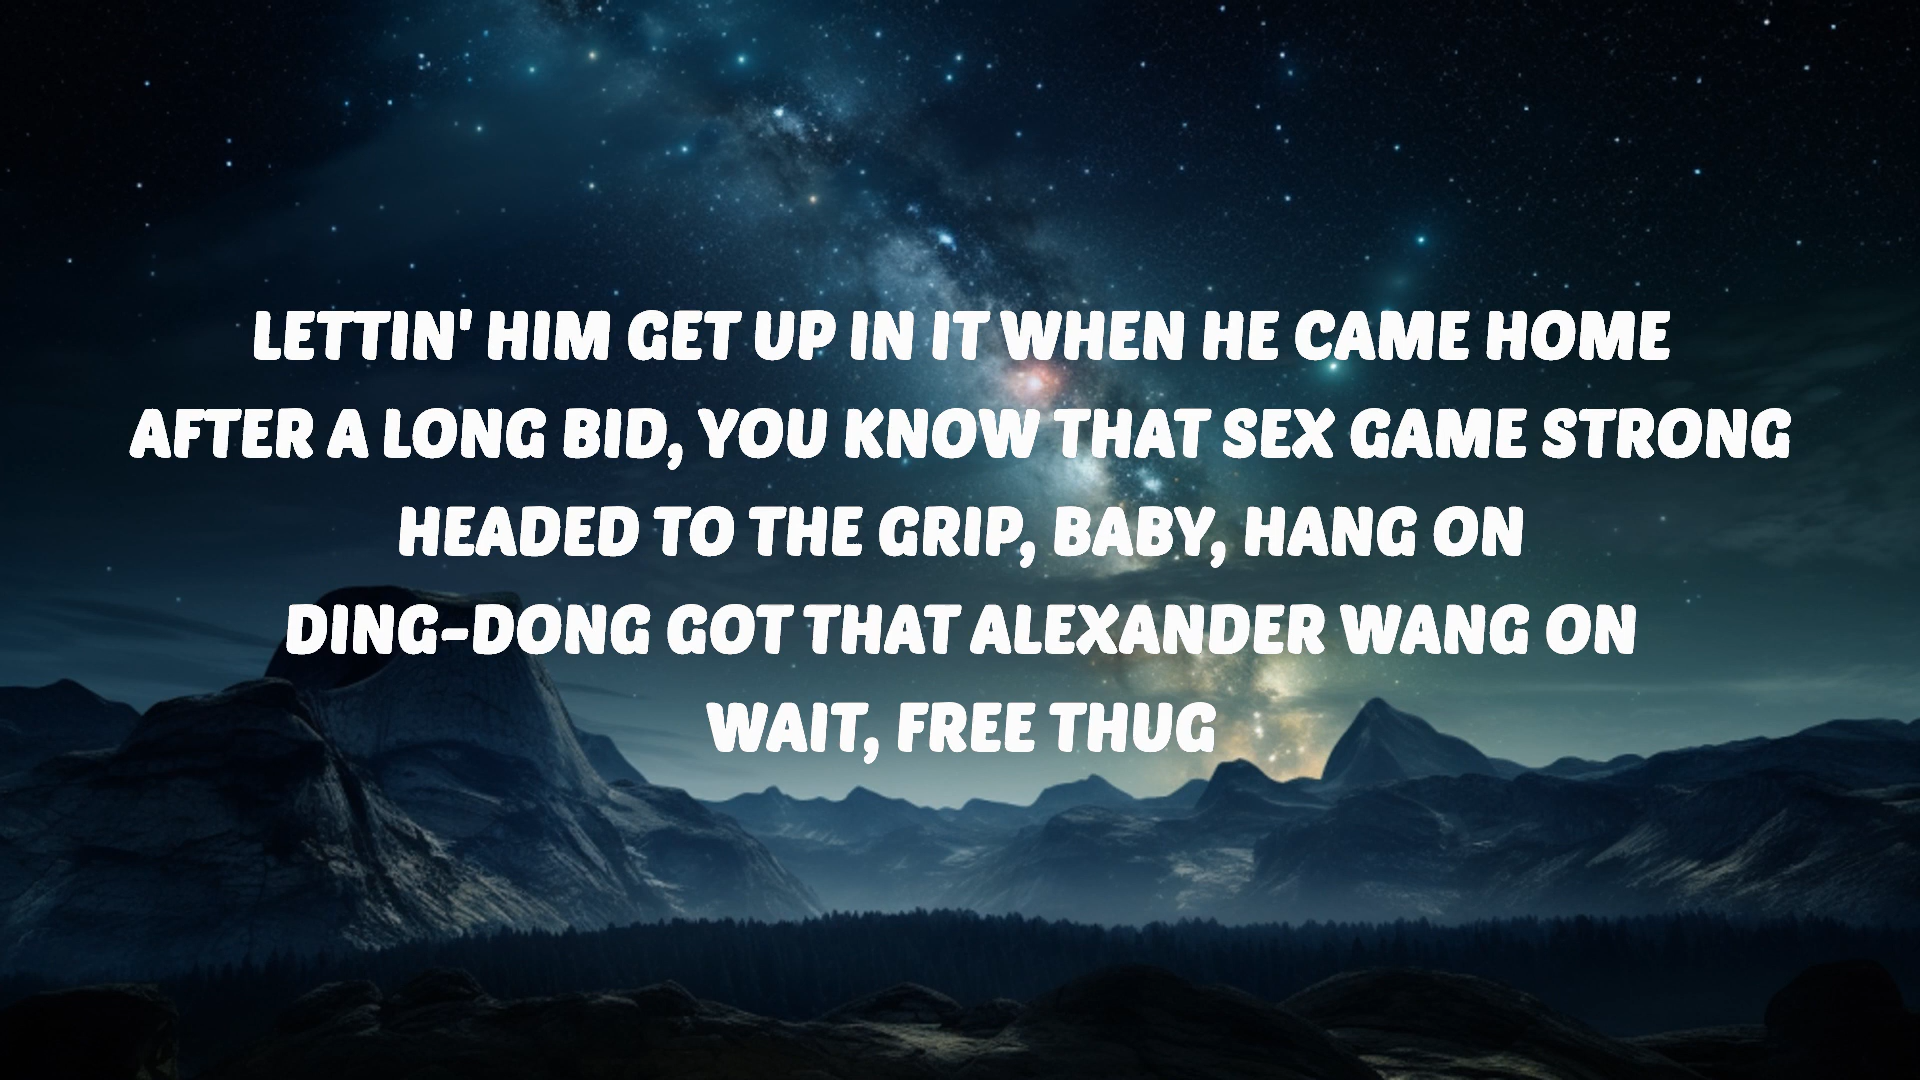 LETTIN' HIM GET UP IN IT WHEN HE CAME HOME
AFTER A LONG BID, YOU KNOW THAT SEX GAME STRONG
HEADED TO THE GRIP, BABY, HANG ON
DING-DONG GOT THAT ALEXANDER WANG ON
WAIT, FREE THUG